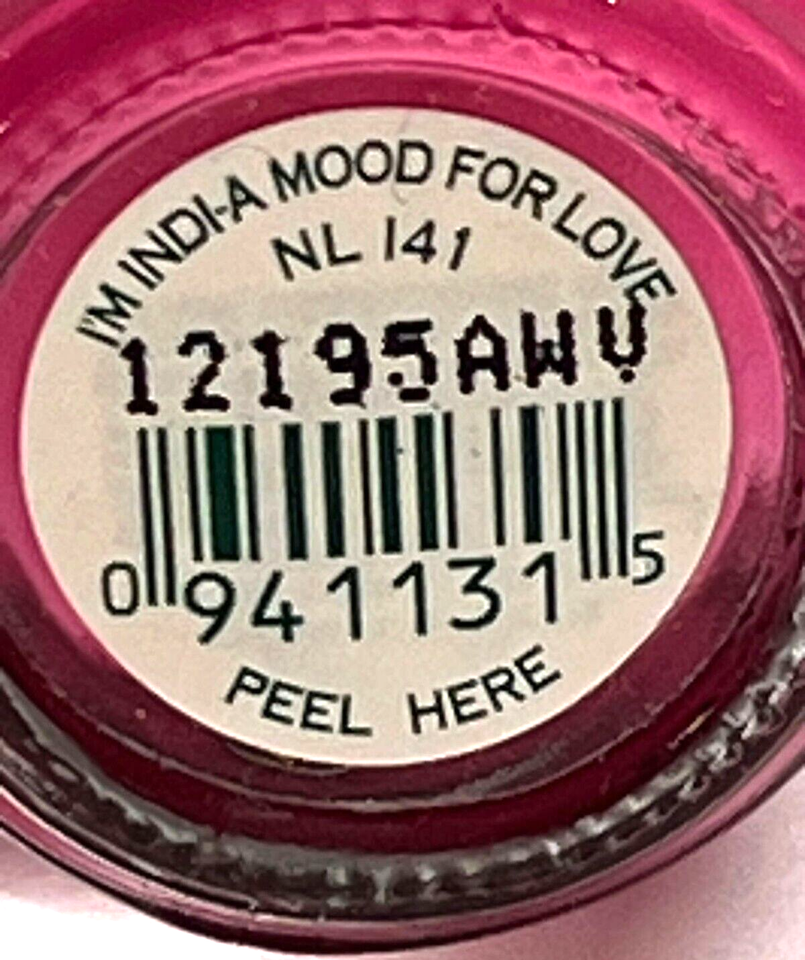 I'M INDI-A MOOD FOR LOVE
NL I41
12195AWV
0 941131 5
PEEL HERE